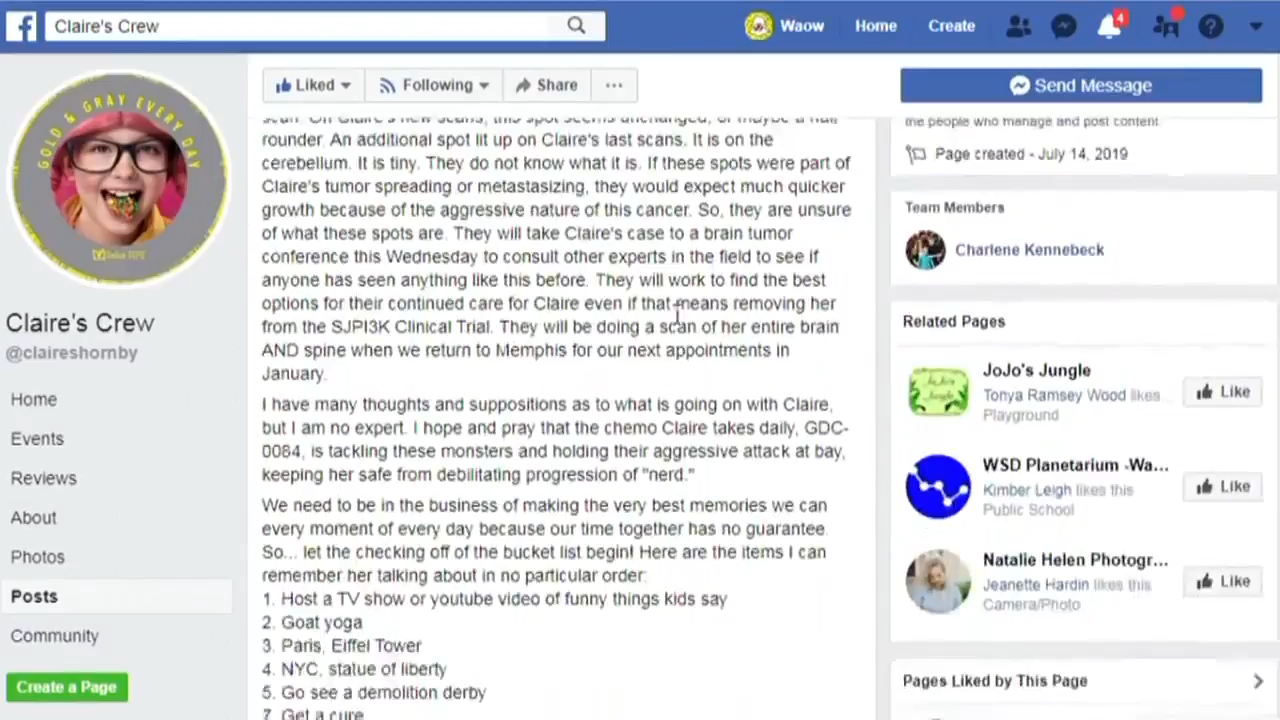 Claire's Crew
Waow
Home
Create
4
GOLD & GRAY EVERY DAY
Claire's Crew
@claireshornby
Home
Events
Reviews
About
Photos
Posts
Community
Create a Page
Liked
Following
Share
...
Send Message
scan. On Claire's new scans, this spot seems unchanged, or maybe a
rounder. An additional spot lit up on Claire's last scans. It is on the
cerebellum. It is tiny. They do not know what it is. If these spots were part of
Claire's tumor spreading or metastasizing, they would expect much quicker
growth because of the aggressive nature of this cancer. So, they are unsure
of what these spots are. They will take Claire's case to a brain tumor
conference this Wednesday to consult other experts in the field to see if
anyone has seen anything like this before. They will work to find the best
options for their continued care for Claire even if that means removing her
from the SJPI3K Clinical Trial. They will be doing a scan of her entire brain
AND spine when we return to Memphis for our next appointments in
January.
I have many thoughts and suppositions as to what is going on with Claire,
but I am no expert. I hope and pray that the chemo Claire takes daily, GDC-
0084, is tackling these monsters and holding their aggressive attack at bay,
keeping her safe from debilitating progression of "nerd."
We need to be in the business of making the very best memories we can
every moment of every day because our time together has no guarantee.
So... let the checking off of the bucket list begin! Here are the items I can
remember her talking about in no particular order:
1. Host a TV show or youtube video of funny things kids say
2. Goat yoga
3. Paris, Eiffel Tower
4. NYC, statue of liberty
5. Go see a demolition derby
7. Get a cure
the people who manage and post content.
Page created - July 14, 2019
Team Members
Charlene Kennebeck
Related Pages
JoJo's Jungle
Tonya Ramsey Wood likes...
Playground
Like
WSD Planetarium -Wa...
Kimber Leigh likes this
Public School
Like
Natalie Helen Photogr...
Jeanette Hardin likes this
Camera/Photo
Like
Pages Liked by This Page